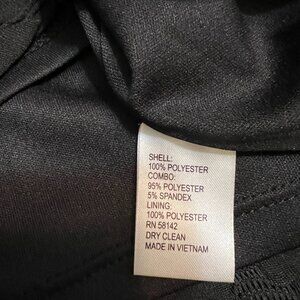 SHELL:
100% POLYESTER
COMBO:
95% POLYESTER
5% SPANDEX
LINING:
100% POLYESTER
RN 58142
DRY CLEAN
MADE IN VIETNAM